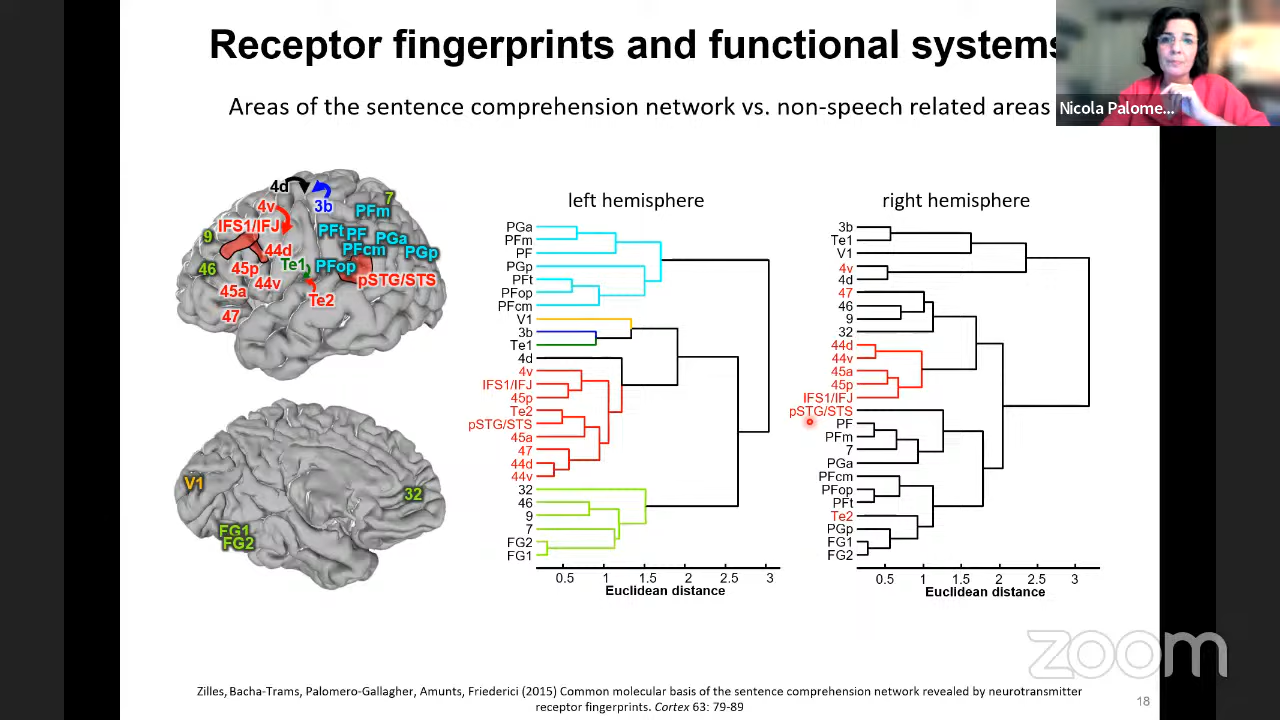 Receptor fingerprints and functional systems
Nicola Palome...
Areas of the sentence comprehension network vs. non-speech related areas
4d
4v
3b
7
PFm
IFS1/IFJ
9
PFt
PF
PGa
PFcm
PGp
44d
46
45p
Te1
PFop
44v
pSTG/STS
45a
Te2
47
V1
32
FG1
FG2
left hemisphere
PGa
PFm
PF
PGp
PFt
PFop
PFcm
V1
3b
Te1
4d
4v
IFS1/IFJ
45p
Te2
pSTG/STS
45a
47
44d
44v
32
46
9
7
FG2
FG1
0.5 1 1.5 2 2.5 3
Euclidean distance
right hemisphere
3b
Te1
V1
4v
4d
47
46
9
32
44d
44v
45a
45p
IFS1/IFJ
pSTG/STS
PF
PFm
7
PGa
PFcm
PFop
PFt
Te2
PGp
FG1
FG2
0.5 1 1.5 2 2.5 3
Euclidean distance
zoom
Zilles, Bacha-Trams, Palomero-Gallagher, Amunts, Friederici (2015) Common molecular basis of the sentence comprehension network revealed by neurotransmitter
receptor fingerprints. Cortex 63: 79-89
18